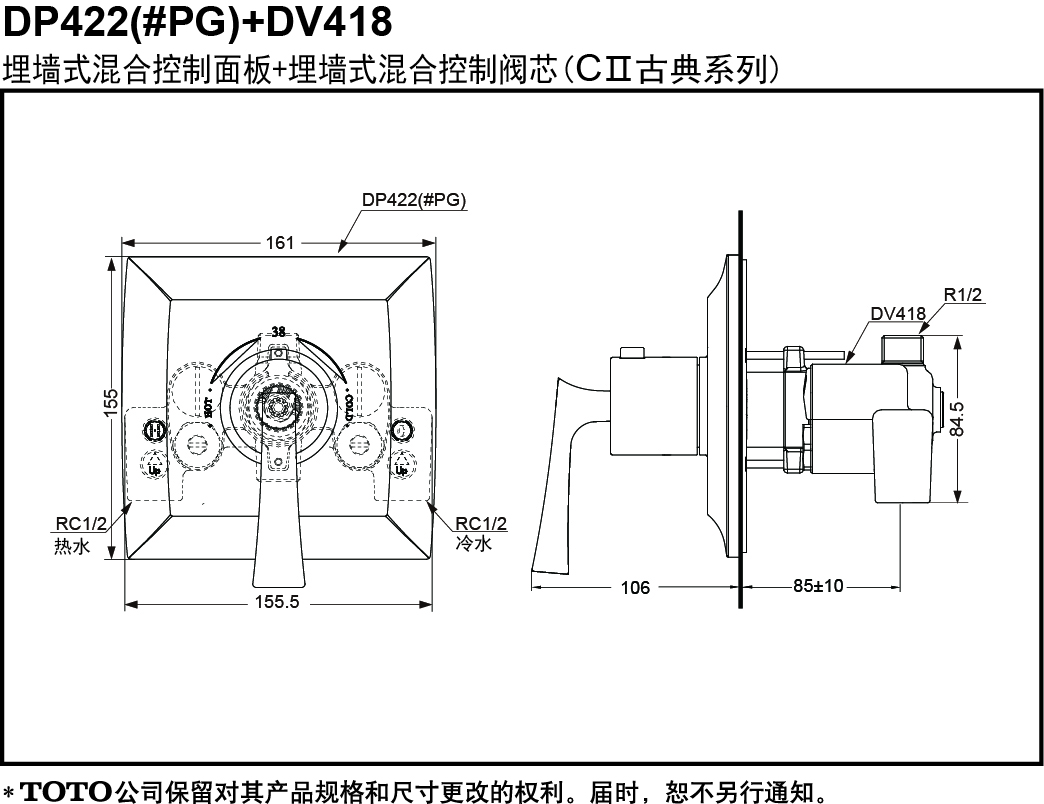 DP422(#PG)+DV418
埋墙式混合控制面板+埋墙式混合控制阀芯(CⅡ古典系列)
DP422(#PG)
161
155
38
HOT
COLD
H
C
Up
Up
RC1/2
热水
RC1/2
冷水
155.5
R1/2
DV418
84.5
106
85±10
*TOTO公司保留对其产品规格和尺寸更改的权利。届时，恕不另行通知。